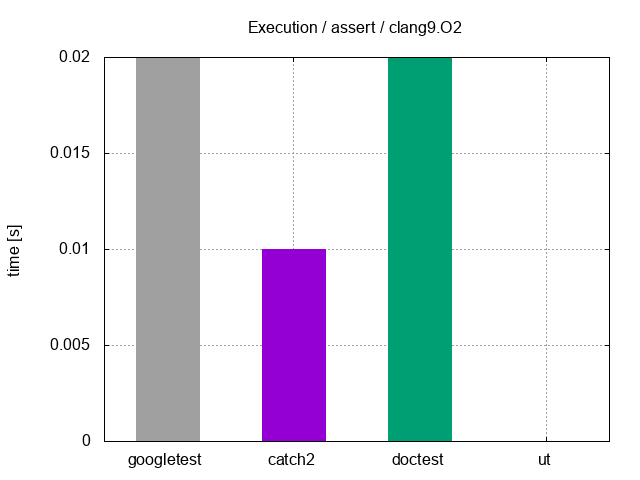 Execution / assert / clang9.O2
0.02
0.015
0.01
0.005
0
time [s]
googletest catch2 doctest ut